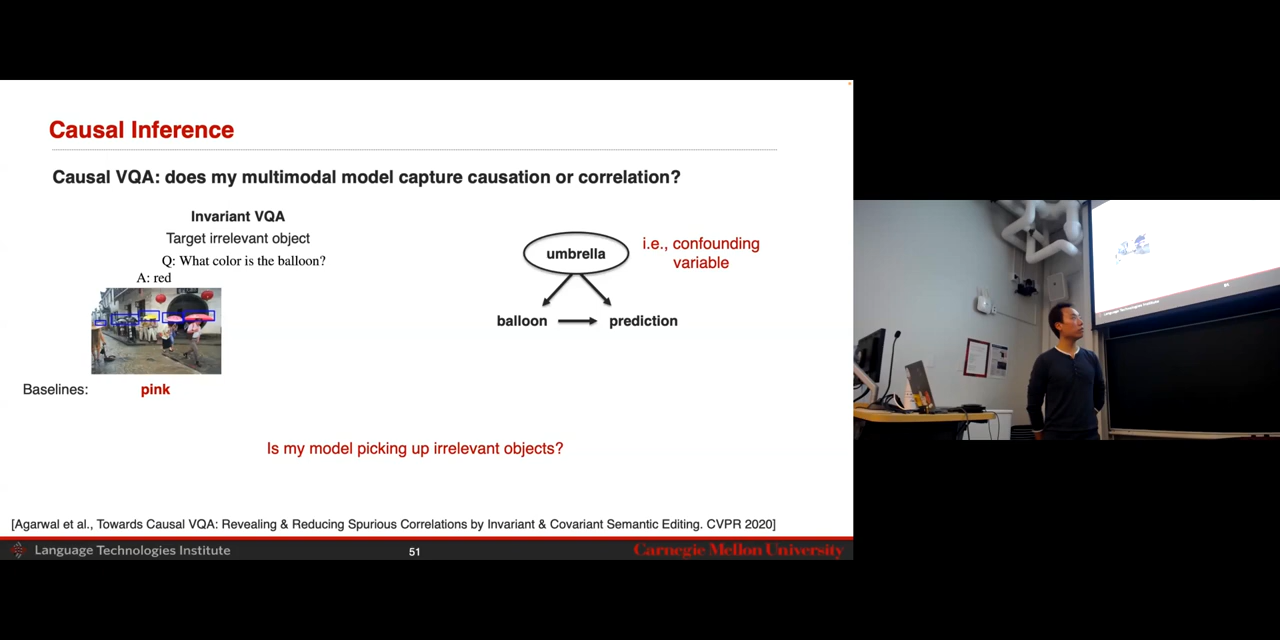 Causal Inference
Causal VQA: does my multimodal model capture causation or correlation?
Invariant VQA
Target irrelevant object
Q: What color is the balloon?
A: red
Baselines: pink
umbrella
i.e., confounding
variable
balloon
prediction
Is my model picking up irrelevant objects?
[Agarwal et al., Towards Causal VQA: Revealing & Reducing Spurious Correlations by Invariant & Covariant Semantic Editing. CVPR 2020]
Language Technologies Institute
51
Carnegie Mellon University